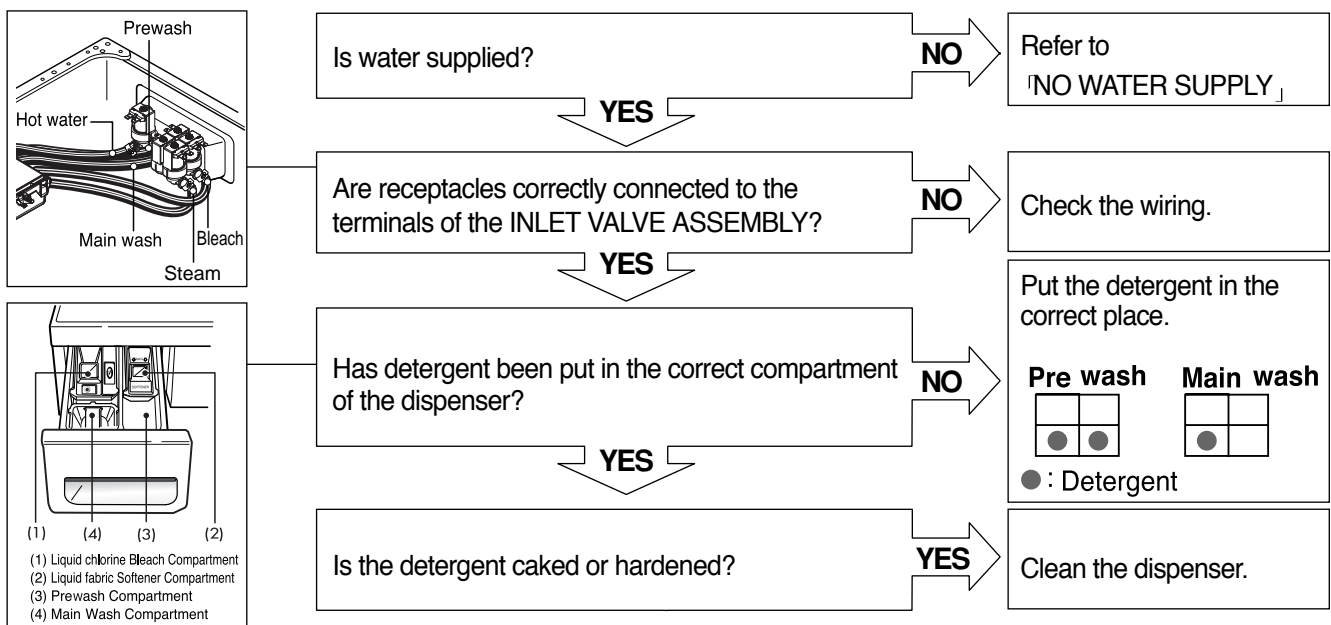 Prewash
Hot water
Main wash
Bleach
Steam
Is water supplied?
NO
Refer to
「NO WATER SUPPLY」
YES
Are receptacles correctly connected to the
terminals of the INLET VALVE ASSEMBLY?
NO
Check the wiring.
YES
SOFTENER
(1)
(4)
(3)
(2)
(1) Liquid chlorine Bleach Compartment
(2) Liquid fabric Softener Compartment
(3) Prewash Compartment
(4) Main Wash Compartment
Has detergent been put in the correct compartment
of the dispenser?
NO
Put the detergent in the
correct place.
Pre wash
Main wash
: Detergent
YES
Is the detergent caked or hardened?
YES
Clean the dispenser.